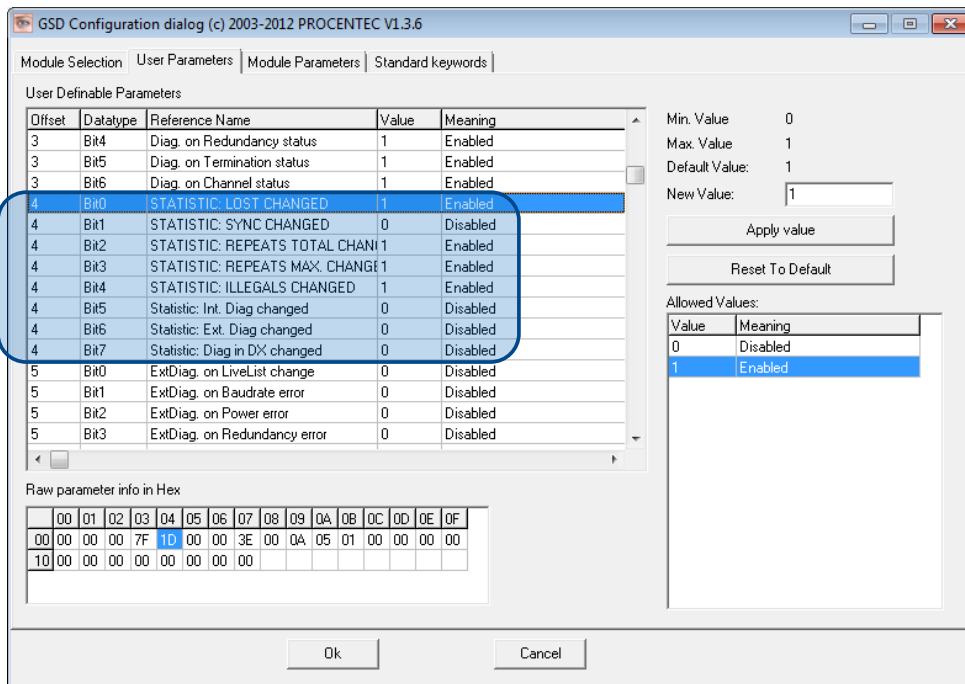 GSD Configuration dialog (c) 2003-2012 PROCENTEC V1.3.6
Module Selection User Parameters Module Parameters Standard keywords
User Definable Parameters
Offset Datatype Reference Name Value Meaning
3 Bit4 Diag. on Redundancy status 1 Enabled
3 Bit5 Diag. on Termination status 1 Enabled
3 Bit6 Diag. on Channel status 1 Enabled
4 Bit0 STATISTIC: LOST CHANGED 1 Enabled
4 Bit1 STATISTIC: SYNC CHANGED 0 Disabled
4 Bit2 STATISTIC: REPEATS TOTAL CHAN 1 Enabled
4 Bit3 STATISTIC: REPEATS MAX. CHANGE 1 Enabled
4 Bit4 STATISTIC: ILLEGALS CHANGED 1 Enabled
4 Bit5 Statistic: Int. Diag changed 0 Disabled
4 Bit6 Statistic: Ext. Diag changed 0 Disabled
4 Bit7 Statistic: Diag in DX changed 0 Disabled
5 Bit0 ExtDiag. on LiveList change 0 Disabled
5 Bit1 ExtDiag. on Baudrate error 0 Disabled
5 Bit2 ExtDiag. on Power error 0 Disabled
5 Bit3 ExtDiag. on Redundancy error 0 Disabled
Min. Value 0
Max. Value 1
Default Value: 1
New Value: 1
Apply value
Reset To Default
Allowed Values:
Value Meaning
0 Disabled
1 Enabled
Raw parameter info in Hex
00 01 02 03 04 05 06 07 08 09 0A 0B 0C 0D 0E 0F
00 00 00 00 7F 1D 00 00 3E 00 0A 05 01 00 00 00 00
10 00 00 00 00 00 00 00 00
Ok Cancel